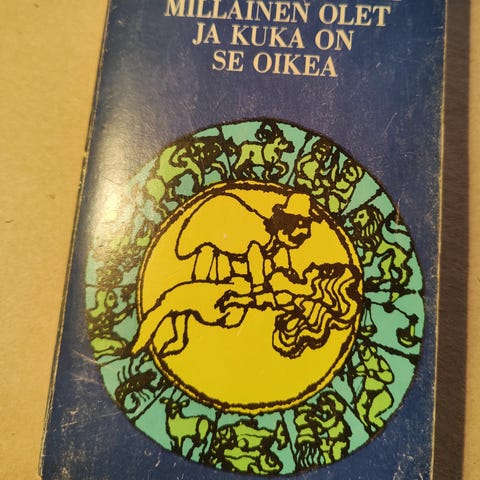 MILLAINEN OLET
JA KUKA ON
SE OIKEA